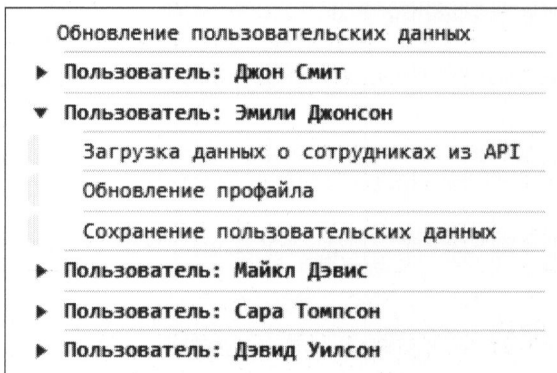 Обновление пользовательских данных
Пользователь: Джон Смит
Пользователь: Эмили Джонсон
Загрузка данных о сотрудниках из API
Обновление профайла
Сохранение пользовательских данных
Пользователь: Майкл Дэвис
Пользователь: Сара Томпсон
Пользователь: Дэвид Уилсон